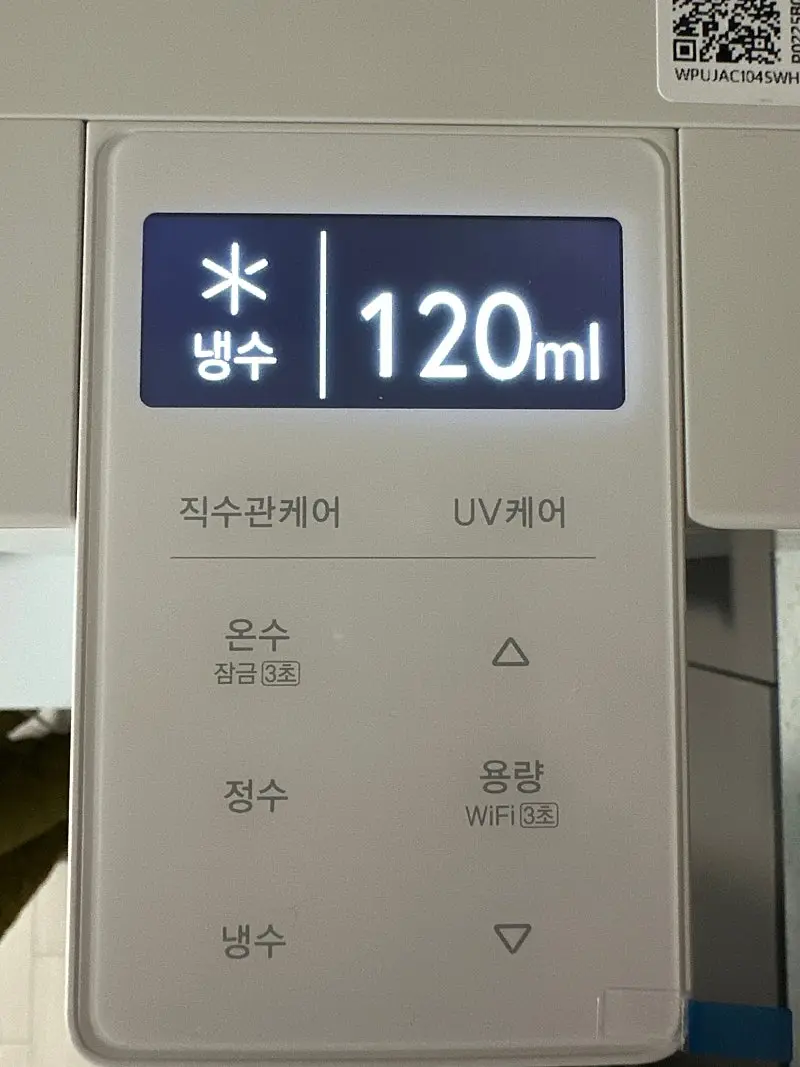 WPUJAC104SWH
냉수
120ml
직수관케어 UV케어
온수
잠금 3초
정수
용량
WiFi 3초
냉수